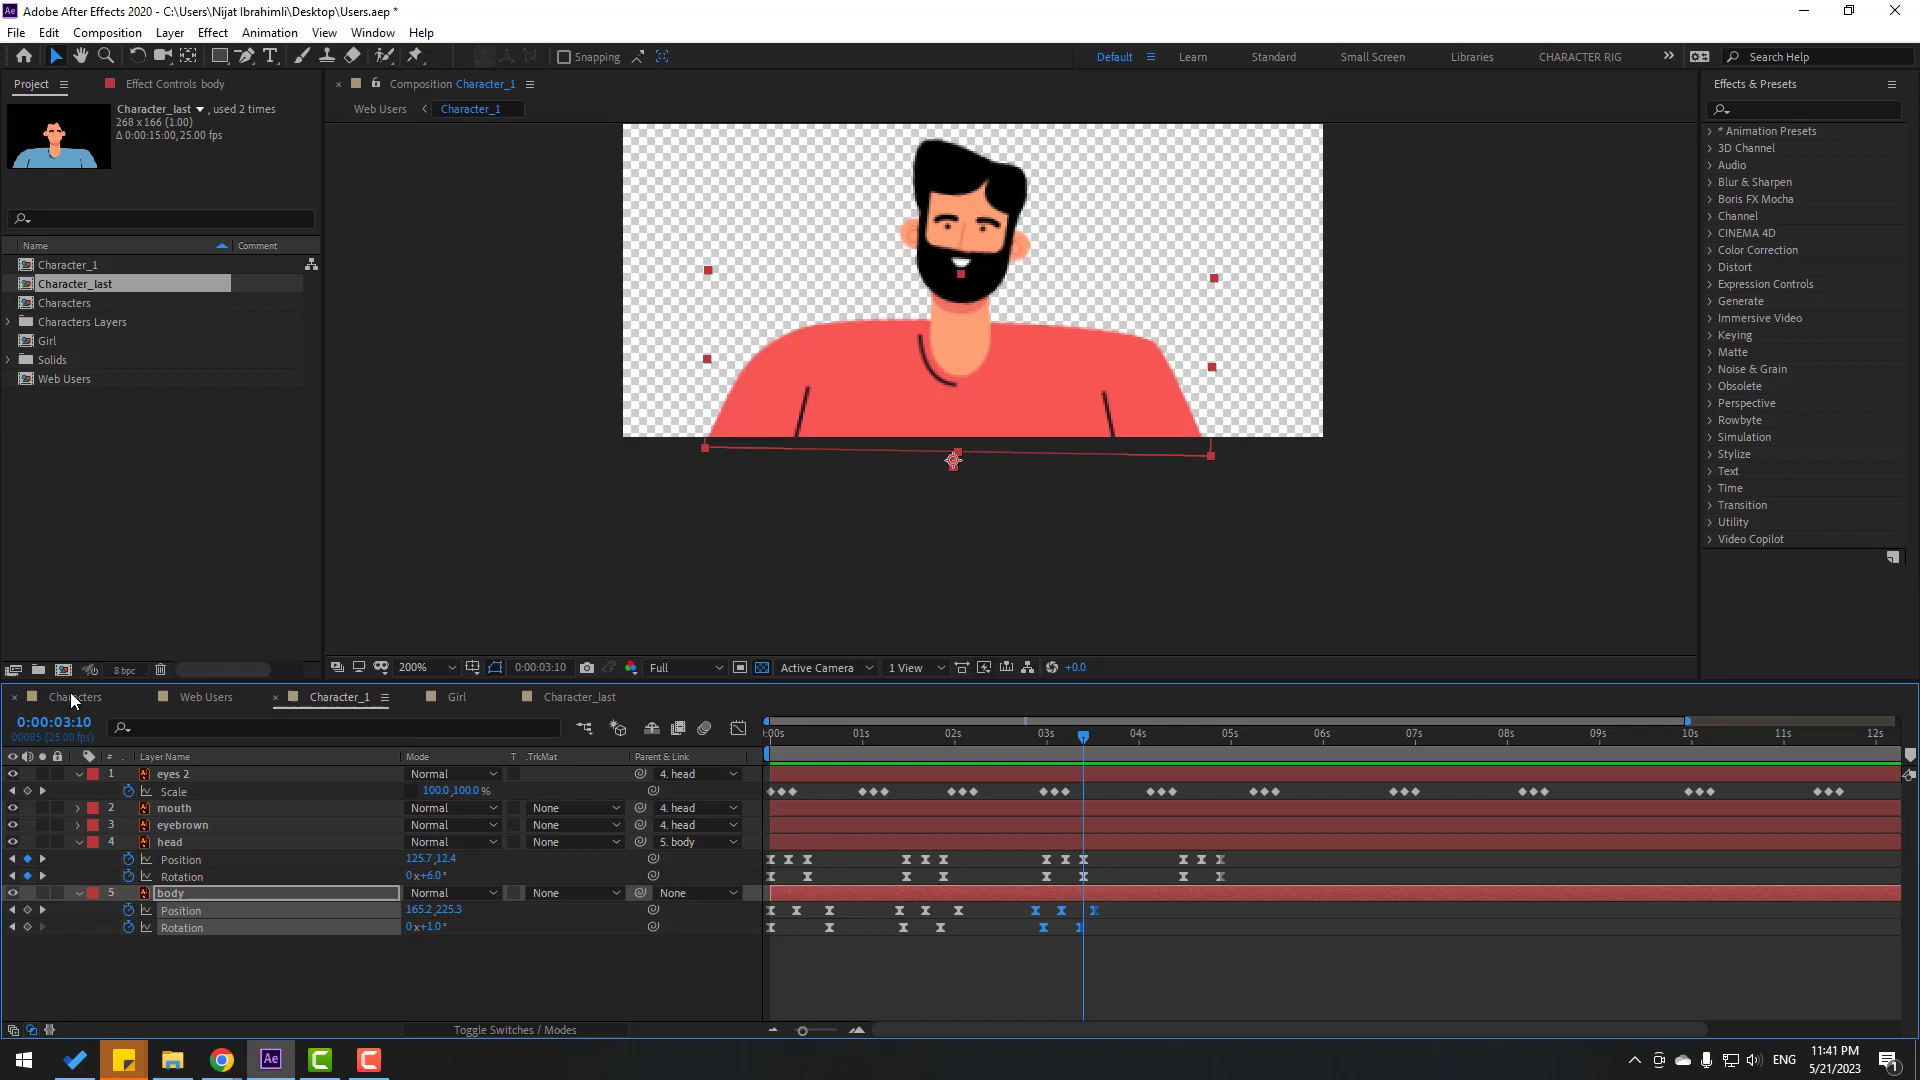 Adobe After Effects 2020 - C:\Users\Nijat Ibrahimli\Desktop\Users.aep *
File Edit Composition Layer Effect Animation View Window Help
Snapping Default Learn Standard Small Screen Libraries CHARACTER RIG Search Help
Project Effect Controls body
Character_last , used 2 times
268 x 166 (1.00)
Δ 0:00:15:00, 25.00 fps
Name Comment
Character_1
Character_last
Characters
Characters Layers
Girl
Solids
Web Users
8 bpc
Composition Character_1
Web Users Character_1
200% 0:00:03:10 Full Active Camera 1 View +0.0
Effects & Presets
* Animation Presets
3D Channel
Audio
Blur & Sharpen
Boris FX Mocha
Channel
CINEMA 4D
Color Correction
Distort
Expression Controls
Generate
Immersive Video
Keying
Matte
Noise & Grain
Obsolete
Perspective
Rowbyte
Simulation
Stylize
Text
Time
Transition
Utility
Video Copilot
Characters Web Users Character_1 Girl Character_last
0:00:03:10
00085 (25.00 fps)
:00s 01s 02s 03s 04s 05s 06s 07s 08s 09s 10s 11s 12s
# Layer Name Mode T .TrkMat Parent & Link
1 eyes 2 Normal 4. head
Scale 100.0,100.0 %
2 mouth Normal None 4. head
3 eyebrown Normal None 4. head
4 head Normal None 5. body
Position 125.7,12.4
Rotation 0x+6.0°
5 body Normal None None
Position 165.2,225.3
Rotation 0x+1.0°
Toggle Switches / Modes
Ae
ENG
11:41 PM
5/21/2023
1